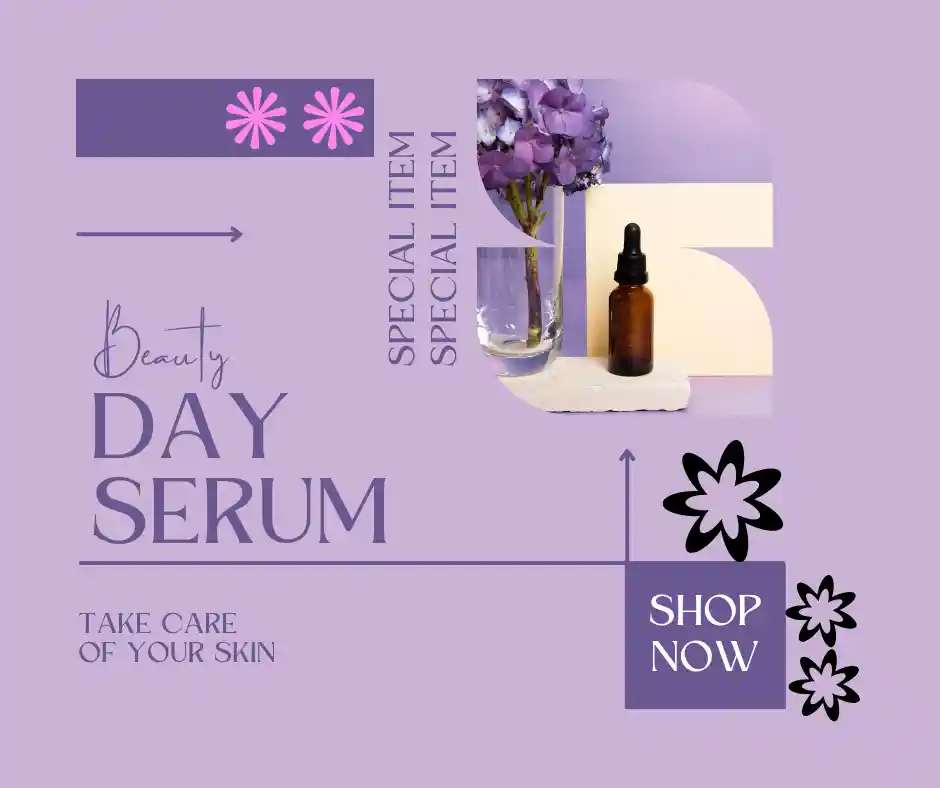 SPECIAL ITEM
SPECIAL ITEM
Beauty
DAY
SERUM
TAKE CARE
OF YOUR SKIN
SHOP
NOW